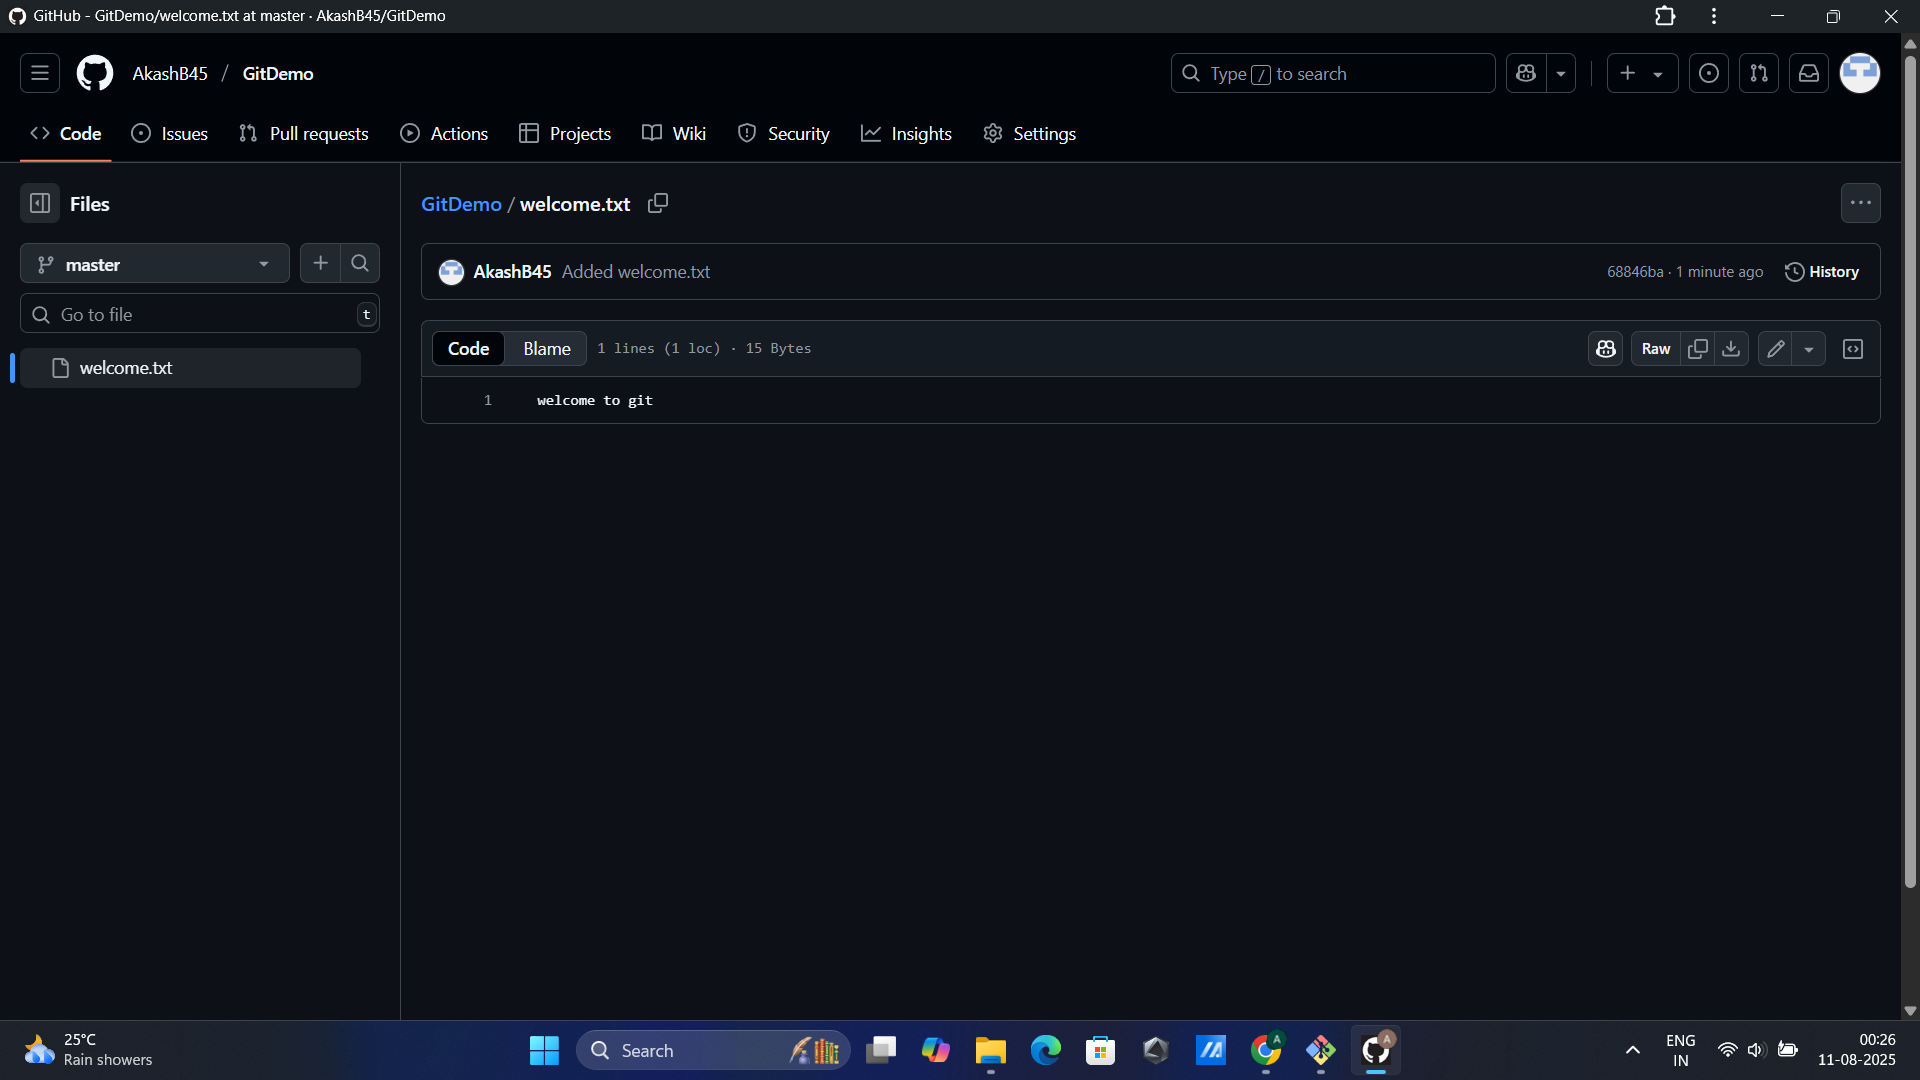 GitHub - GitDemo/welcome.txt at master · AkashB45/GitDemo
AkashB45 / GitDemo
Type / to search
Code Issues Pull requests Actions Projects Wiki Security Insights Settings
Files
GitDemo / welcome.txt
master
AkashB45 Added welcome.txt 68846ba · 1 minute ago History
Go to file t
Code Blame 1 lines (1 loc) · 15 Bytes Raw
welcome.txt
1 welcome to git
25°C
Rain showers
Search
A
A
ENG
IN
00:26
11-08-2025